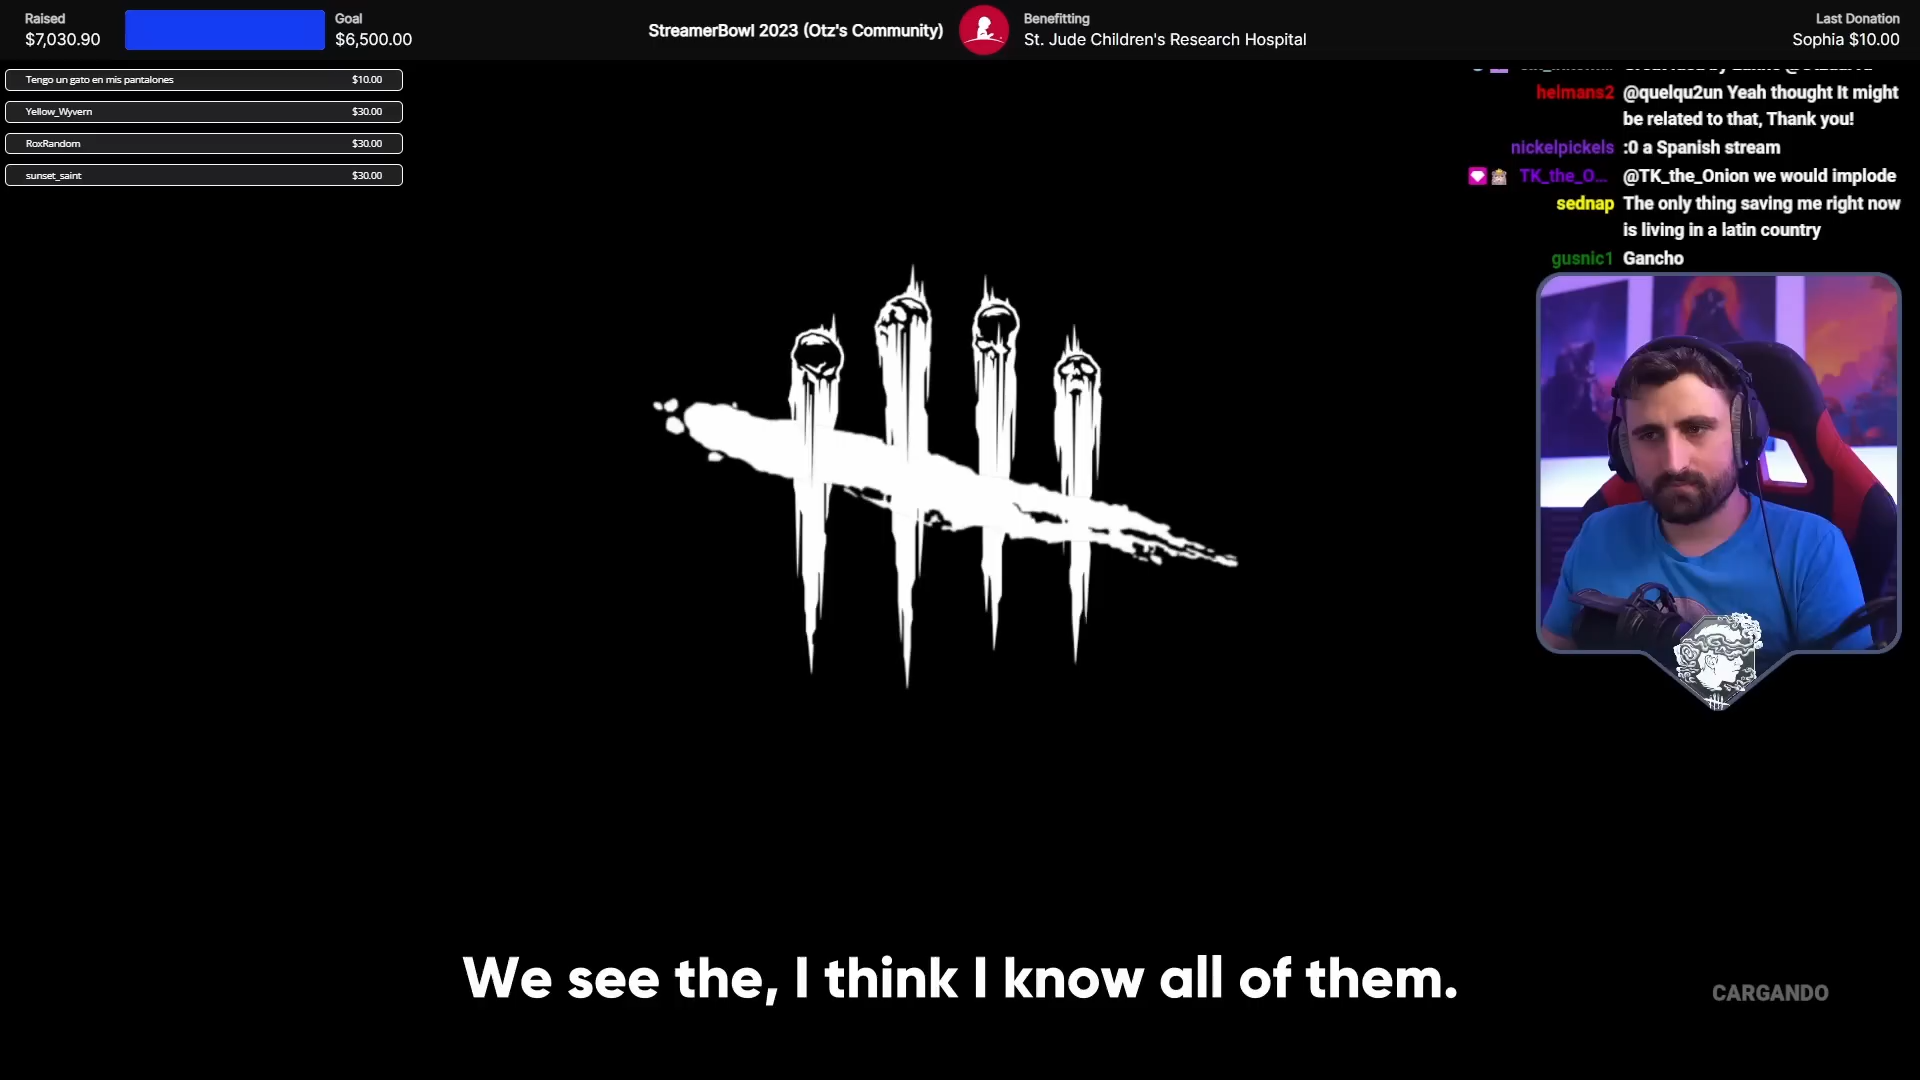 Raised
$7,030.90
Goal
$6,500.00
StreamerBowl 2023 (Otz's Community)
Benefitting
St. Jude Children's Research Hospital
Last Donation
Sophia $10.00
Tengo un gato en mis pantalones $10.00
Yellow_Wyvern $30.00
RoxRandom $30.00
sunset_saint $30.00
helmans2 @quelqu2un Yeah thought It might
be related to that, Thank you!
nickelpickels :0 a Spanish stream
TK_the_O... @TK_the_Onion we would implode
sednap The only thing saving me right now
is living in a latin country
gusnic1 Gancho
We see the, I think I know all of them.
CARGANDO